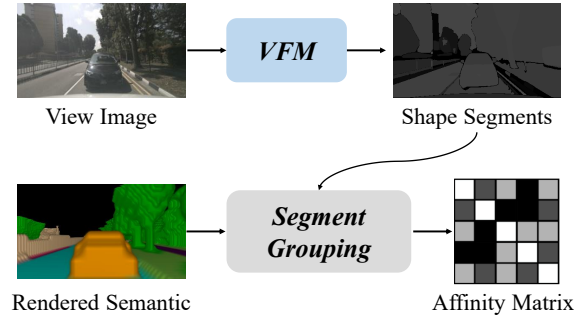 VFM
View Image
Shape Segments
Segment
Grouping
Rendered Semantic
Affinity Matrix